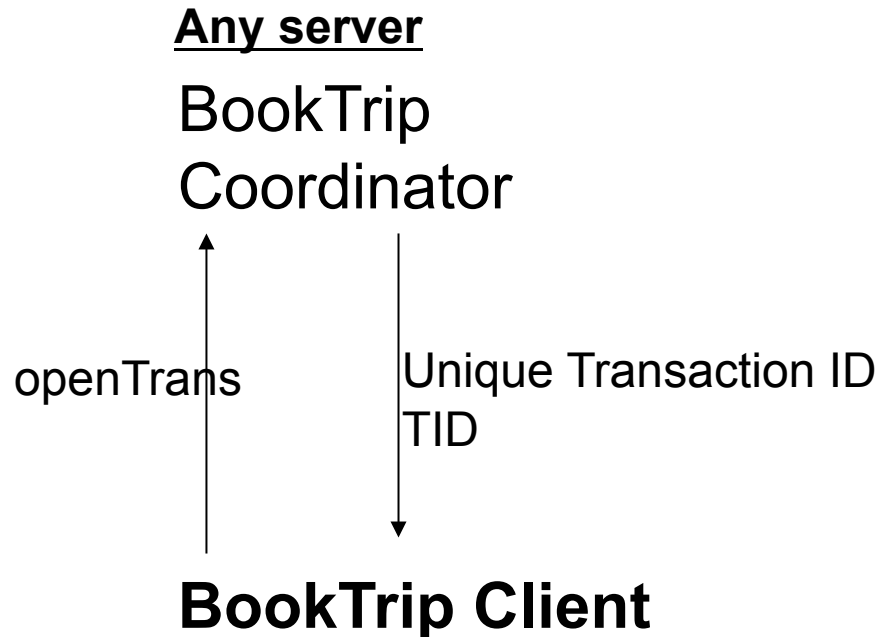 Any server
BookTrip
Coordinator
openTrans
Unique Transaction ID
TID
BookTrip Client